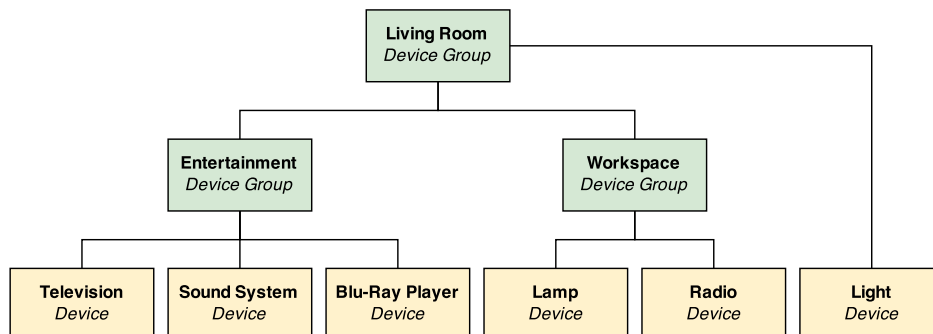 Living Room
Device Group
Entertainment
Device Group
Workspace
Device Group
Television
Device
Sound System
Device
Blu-Ray Player
Device
Lamp
Device
Radio
Device
Light
Device